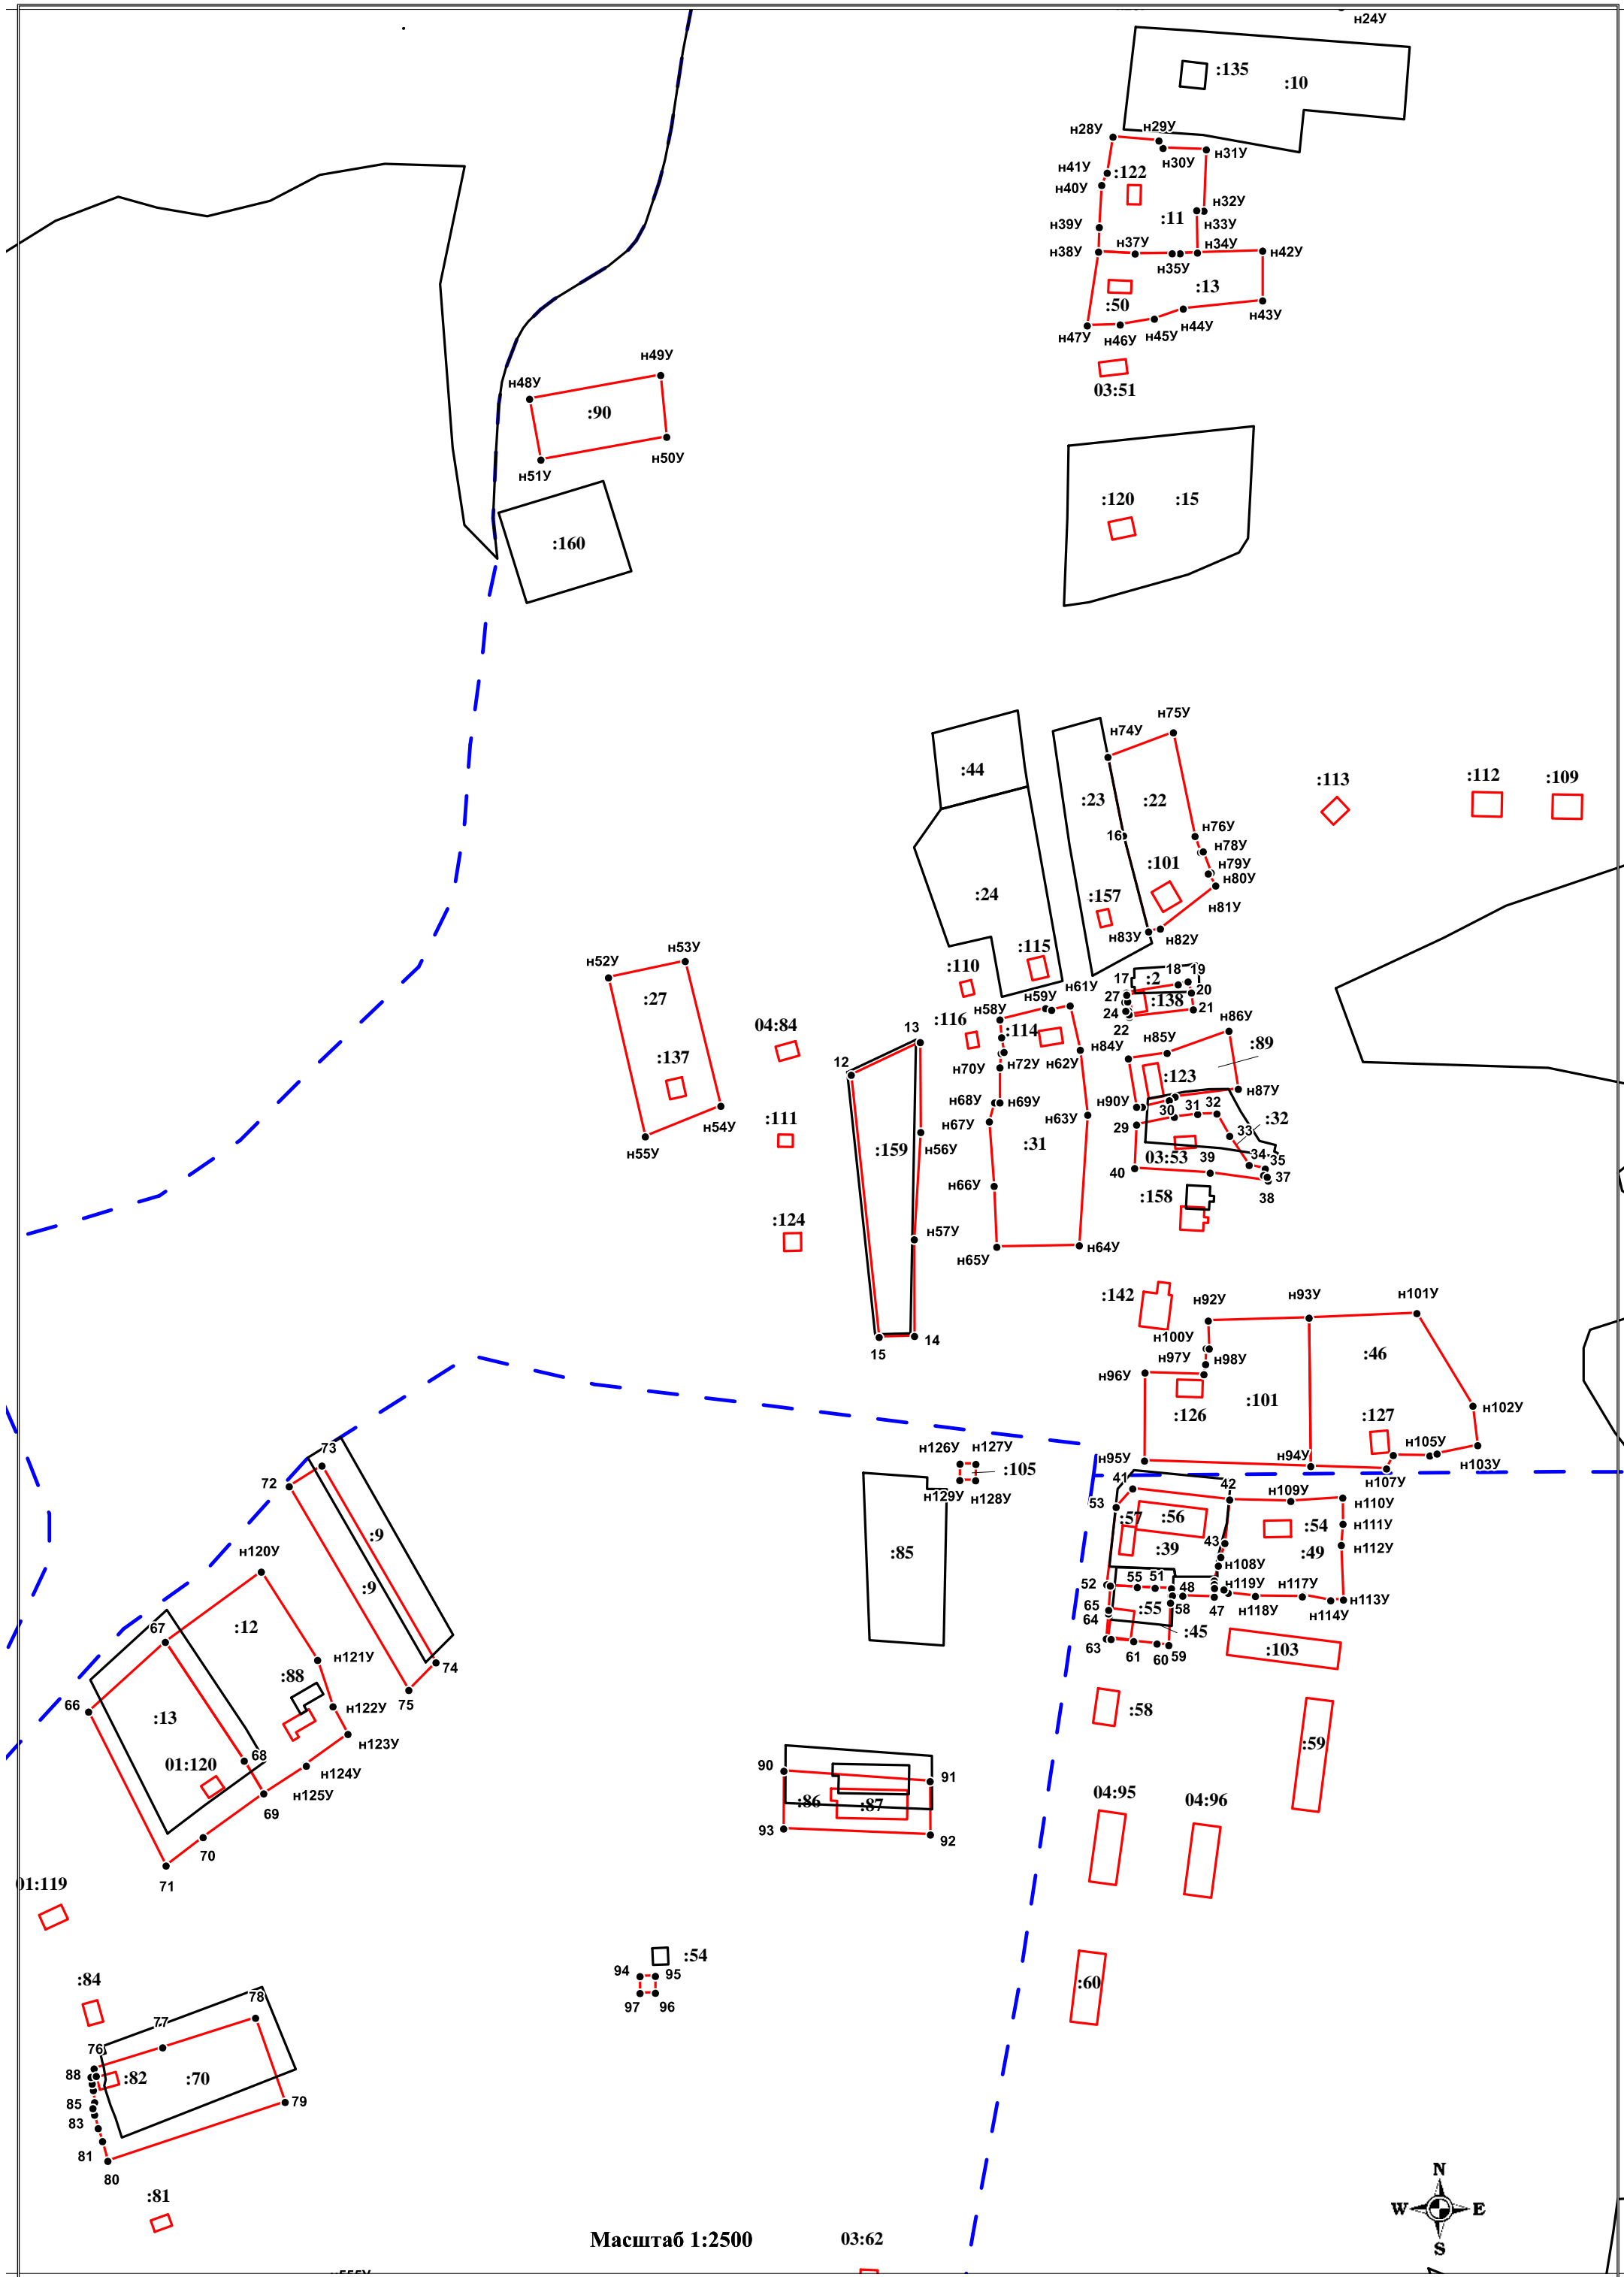 н24У
:135
:10
н28У
н29У
н30У
н31У
н41У
:122
н40У
н32У
:11
н33У
н39У
н38У
н37У
н34У
н42У
н35У
:13
:50
н43У
н44У
н47У
н46У
н45У
03:51
н49У
н48У
:90
н50У
н51У
:120
:15
:160
н75У
н74У
:44
:113
:112
:109
:23
:22
16
н76У
н78У
:101
н79У
:24
н80У
:157
н81У
н83У
н82У
:115
н53У
н52У
:110
17
:2
18
19
:27
27
20
н59У
н61У
:138
н58У
24
21
04:84
13
:116
:114
22
н86У
:137
12
н84У
н85У
:89
н70У
н72У
н62У
:123
н87У
н68У
н69У
н90У
:111
н63У
30
31
32
:32
н54У
н67У
29
33
н55У
н56У
:159
:31
03:53
39
34
35
н66У
40
37
:158
38
:124
н57У
н65У
н64У
:142
н92У
н93У
н101У
15
14
н100У
:46
н97У
н98У
н96У
:126
:101
:127
н102У
73
н126У
н127У
н95У
н94У
н105У
н103У
72
:105
41
42
н107У
н129У
н128У
53
н109У
н110У
:57
:56
:54
н111У
:9
43
:39
:49
н112У
н120У
:85
н108У
:9
52
55
51
48
н119У
н117У
н113У
65
:55
58
47
н118У
н114У
64
:45
67
:12
63
61
60
59
:103
н121У
74
:88
66
75
н122У
:58
:13
н123У
68
:59
01:120
90
н124У
91
н125У
69
:86
:87
04:95
04:96
93
92
70
71
01:119
:54
94
95
:84
:60
97
96
78
77
76
88
:82
:70
79
85
83
81
80
N
:81
W
E
Масштаб 1:2500
03:62
S